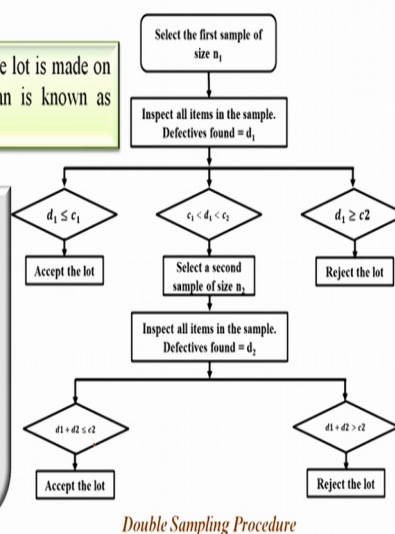 Select the first sample of
size n₁
e lot is made on
an is known as
Inspect all items in the sample.
Defectives found = d₁
d₁ ≤ c₁
c₁ < d₁ < c₂
d₁ ≥ c2
Accept the lot
Select a second
sample of size n₂
Reject the lot
Inspect all items in the sample.
Defectives found = d₂
d1 + d2 ≤ c2
d1 + d2 > c2
Accept the lot
Reject the lot
Double Sampling Procedure